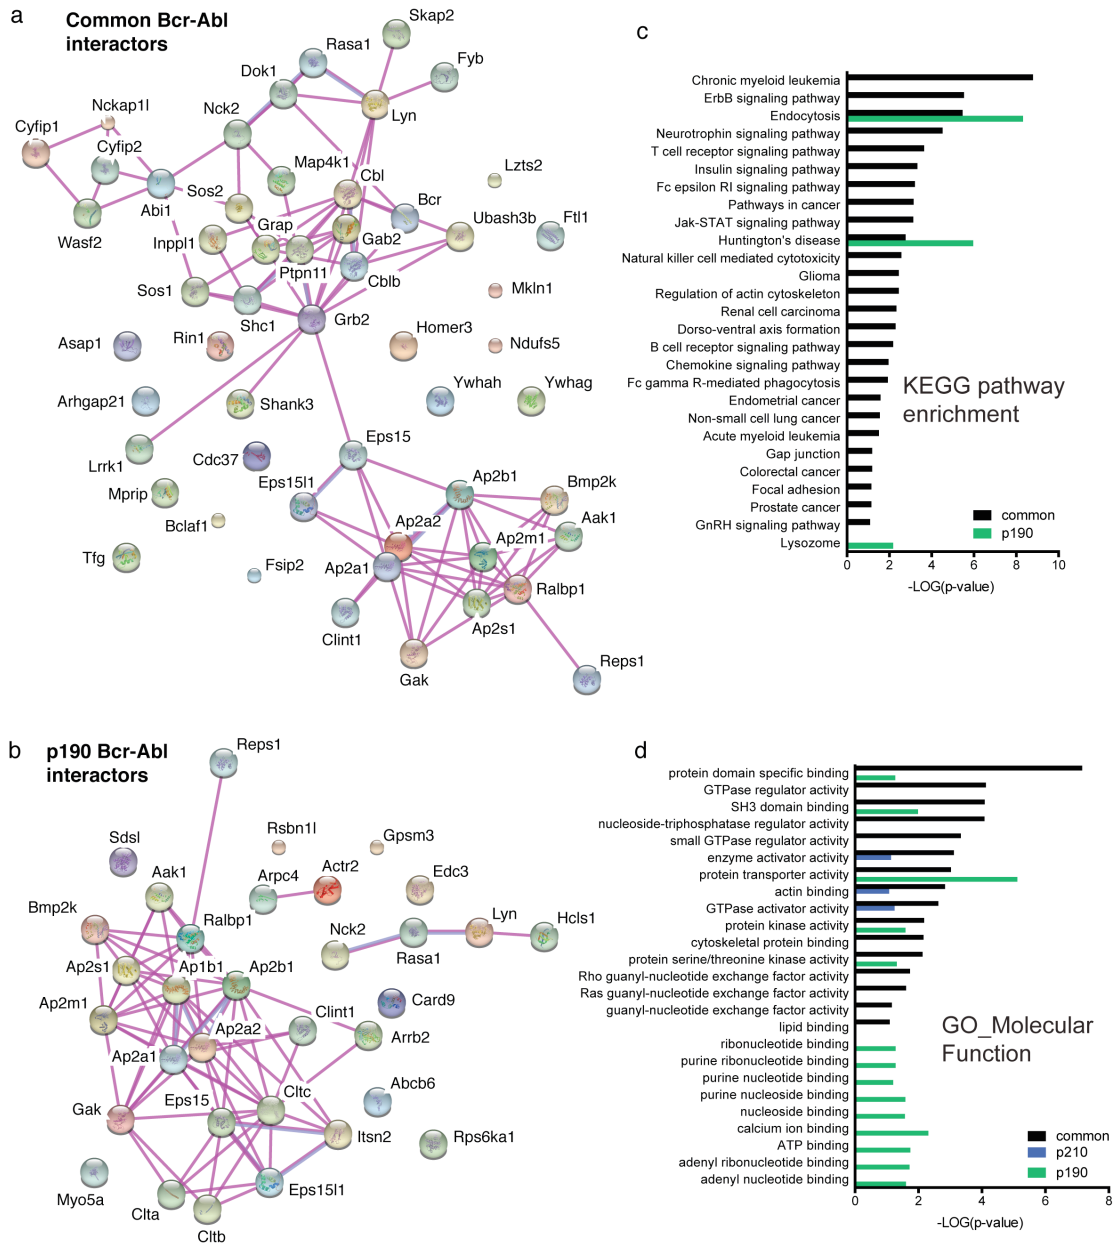 a
Common Bcr-Abl
interactors
Skap2
Rasa1
Fyb
Dok1
Nckap1l
Nck2
Lyn
Cyfip1
Cyfip2
Map4k1
Lzts2
Cbl
Sos2
Bcr
Abi1
Grap
Ubash3b
Ftl1
Wasf2
Inppl1
Gab2
Ptpn11
Cblb
Sos1
Mkln1
Shc1
Grb2
Homer3
Asap1
Rin1
Ndufs5
Ywhah
Ywhag
Arhgap21
Shank3
Eps15
Lrrk1
Cdc37
Eps15l1
Ap2b1
Bmp2k
Mprip
Bclaf1
Ap2a2
Aak1
Ap2m1
Tfg
Fsip2
Ap2a1
Ralbp1
Clint1
Ap2s1
Gak
Reps1
b
p190 Bcr-Abl
interactors
Reps1
Rsbn1l
Gpsm3
Sdsl
Arpc4
Actr2
Edc3
Aak1
Bmp2k
Ralbp1
Nck2
Lyn
Hcls1
Rasa1
Ap2s1
Ap1b1
Ap2b1
Ap2m1
Clint1
Card9
Ap2a2
Arrb2
Ap2a1
Abcb6
Eps15
Cltc
Gak
Itsn2
Rps6ka1
Myo5a
Eps15l1
Clta
Cltb
c
Chronic myeloid leukemia
ErbB signaling pathway
Endocytosis
Neurotrophin signaling pathway
T cell receptor signaling pathway
Insulin signaling pathway
Fc epsilon RI signaling pathway
Pathways in cancer
Jak-STAT signaling pathway
Huntington's disease
Natural killer cell mediated cytotoxicity
Glioma
Regulation of actin cytoskeleton
Renal cell carcinoma
Dorso-ventral axis formation
B cell receptor signaling pathway
Chemokine signaling pathway
Fc gamma R-mediated phagocytosis
Endometrial cancer
Non-small cell lung cancer
Acute myeloid leukemia
Gap junction
Colorectal cancer
Focal adhesion
Prostate cancer
GnRH signaling pathway
Lysozome
KEGG pathway
enrichment
common
p190
0 2 4 6 8 10
-LOG(p-value)
d
protein domain specific binding
GTPase regulator activity
SH3 domain binding
nucleoside-triphosphatase regulator activity
small GTPase regulator activity
enzyme activator activity
protein transporter activity
actin binding
GTPase activator activity
protein kinase activity
cytoskeletal protein binding
protein serine/threonine kinase activity
Rho guanyl-nucleotide exchange factor activity
Ras guanyl-nucleotide exchange factor activity
guanyl-nucleotide exchange factor activity
lipid binding
ribonucleotide binding
purine ribonucleotide binding
purine nucleotide binding
purine nucleoside binding
nucleoside binding
calcium ion binding
ATP binding
adenyl ribonucleotide binding
adenyl nucleotide binding
GO_Molecular
Function
common
p210
p190
0 2 4 6 8
-LOG(p-value)